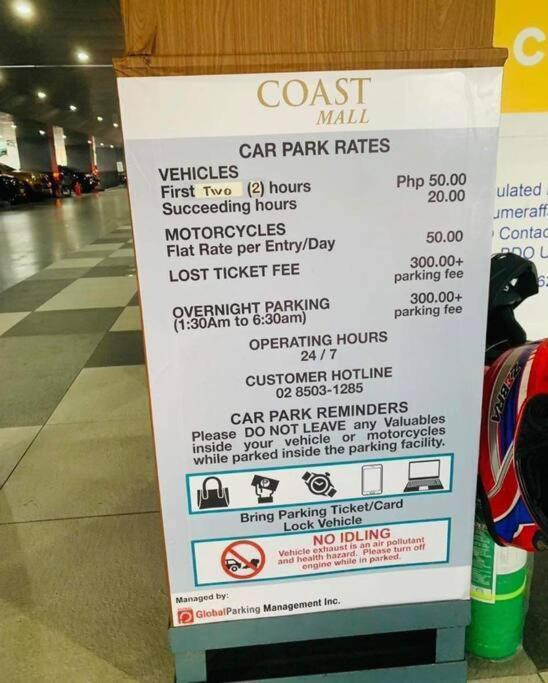 COAST
MALL
CAR PARK RATES
VEHICLES
First Two (2) hours Php 50.00
Succeeding hours 20.00
MOTORCYCLES
Flat Rate per Entry/Day 50.00
LOST TICKET FEE 300.00+
parking fee
OVERNIGHT PARKING 300.00+
(1:30Am to 6:30am) parking fee
OPERATING HOURS
24 / 7
CUSTOMER HOTLINE
02 8503-1285
CAR PARK REMINDERS
Please DO NOT LEAVE any Valuables
inside your vehicle or motorcycles
while parked inside the parking facility.
Bring Parking Ticket/Card
Lock Vehicle
NO IDLING
Vehicle exhaust is an air pollutant
and health hazard. Please turn off
engine while in parked.
Managed by:
GlobalParking Management Inc.
C
ulated
umeraff
Contac
BDO U